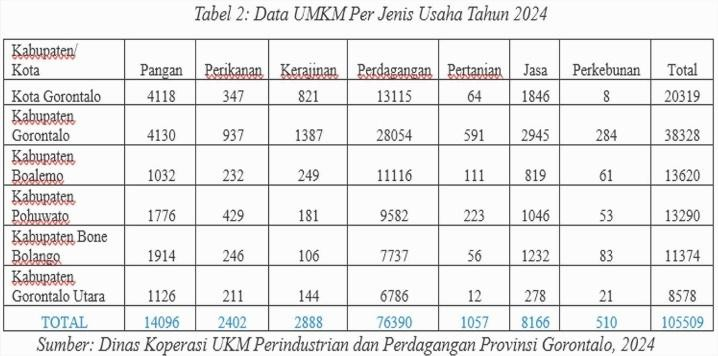 Tabel 2: Data UMKM Per Jenis Usaha Tahun 2024
Kabupaten/
Kota Pangan Perikanan Kerajinan Perdagangan Pertanian Jasa Perkebunan Total
Kota Gorontalo 4118 347 821 13115 64 1846 8 20319
Kabupaten
Gorontalo 4130 937 1387 28054 591 2945 284 38328
Kabupaten
Boalemo 1032 232 249 11116 111 819 61 13620
Kabupaten
Pohuwato 1776 429 181 9582 223 1046 53 13290
Kabupaten Bone
Bolango 1914 246 106 7737 56 1232 83 11374
Kabupaten
Gorontalo Utara 1126 211 144 6786 12 278 21 8578
TOTAL 14096 2402 2888 76390 1057 8166 510 105509
Sumber: Dinas Koperasi UKM Perindustrian dan Perdagangan Provinsi Gorontalo, 2024